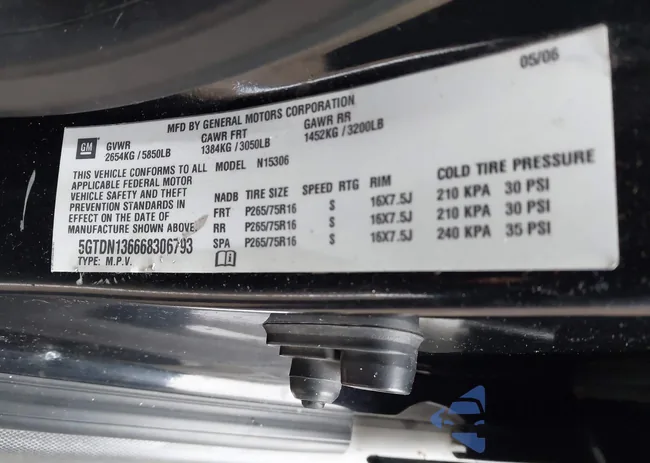 05/06
MFD BY GENERAL MOTORS CORPORATION
GM
GVWR CAWR FRT GAWR RR
2654KG / 5850LB 1384KG / 3050LB 1452KG / 3200LB
THIS VEHICLE CONFORMS TO ALL MODEL N15306
APPLICABLE FEDERAL MOTOR
VEHICLE SAFETY AND THEFT
PREVENTION STANDARDS IN
EFFECT ON THE DATE OF
MANUFACTURE SHOWN ABOVE.
5GTDN136668306793
TYPE: M.P.V.
NADB TIRE SIZE SPEED RTG RIM COLD TIRE PRESSURE
FRT P265/75R16 S 16X7.5J 210 KPA 30 PSI
RR P265/75R16 S 16X7.5J 210 KPA 30 PSI
SPA P265/75R16 S 16X7.5J 240 KPA 35 PSI